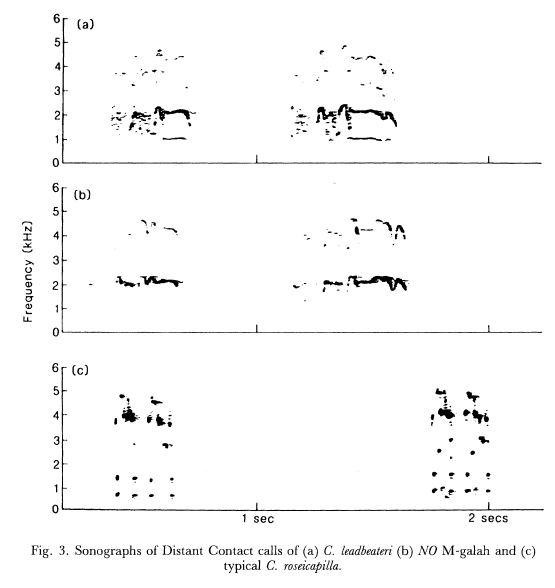 (a)
6
5
4
3
2
1
0
(b)
6
5
4
3
2
1
0
Frequency (kHz)
(c)
6
5
4
3
2
1
0
1 sec
2 secs
Fig. 3. Sonographs of Distant Contact calls of (a) C. leadbeateri (b) NO M-galah and (c)
typical C. roseicapilla.